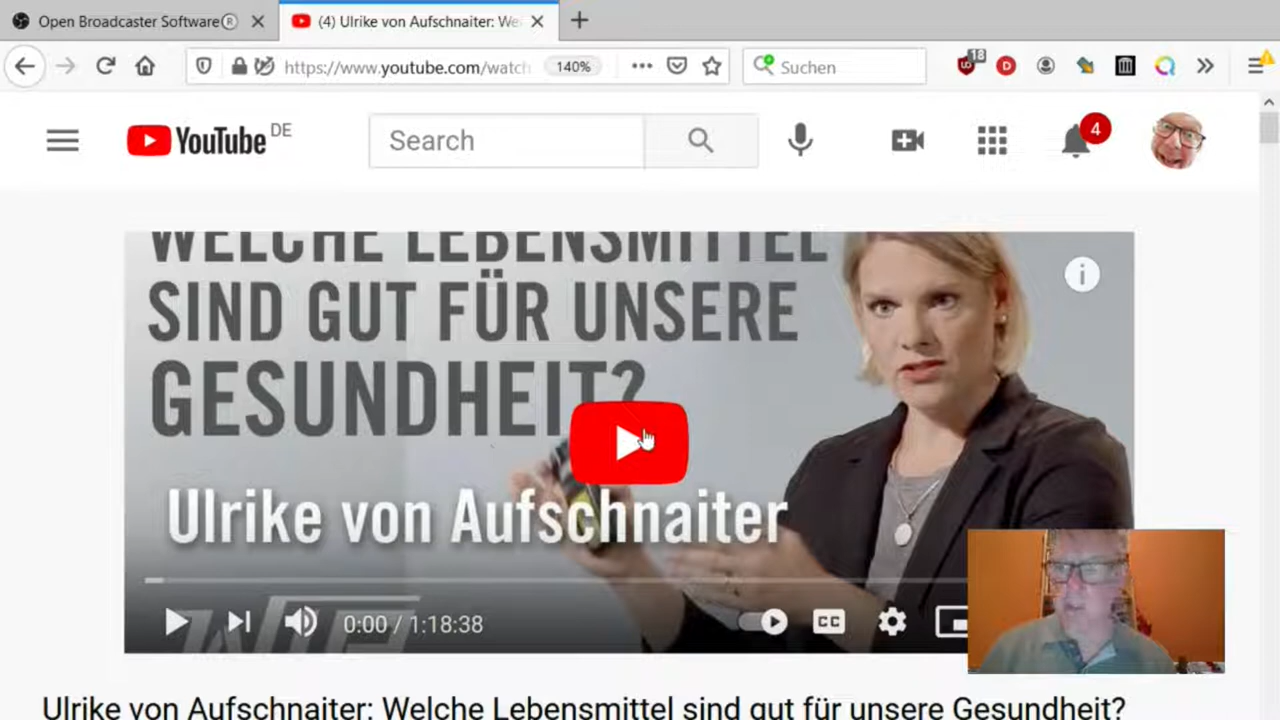 Open Broadcaster Software®
(4) Ulrike von Aufschnaiter: We
https://www.youtube.com/watch
140%
Suchen
18
YouTube DE
Search
4
WELCHE LEBENSMITTEL
SIND GUT FÜR UNSERE
GESUNDHEIT?
Ulrike von Aufschnaiter
0:00 / 1:18:38
CC
Ulrike von Aufschnaiter: Welche Lebensmittel sind gut für unsere Gesundheit?